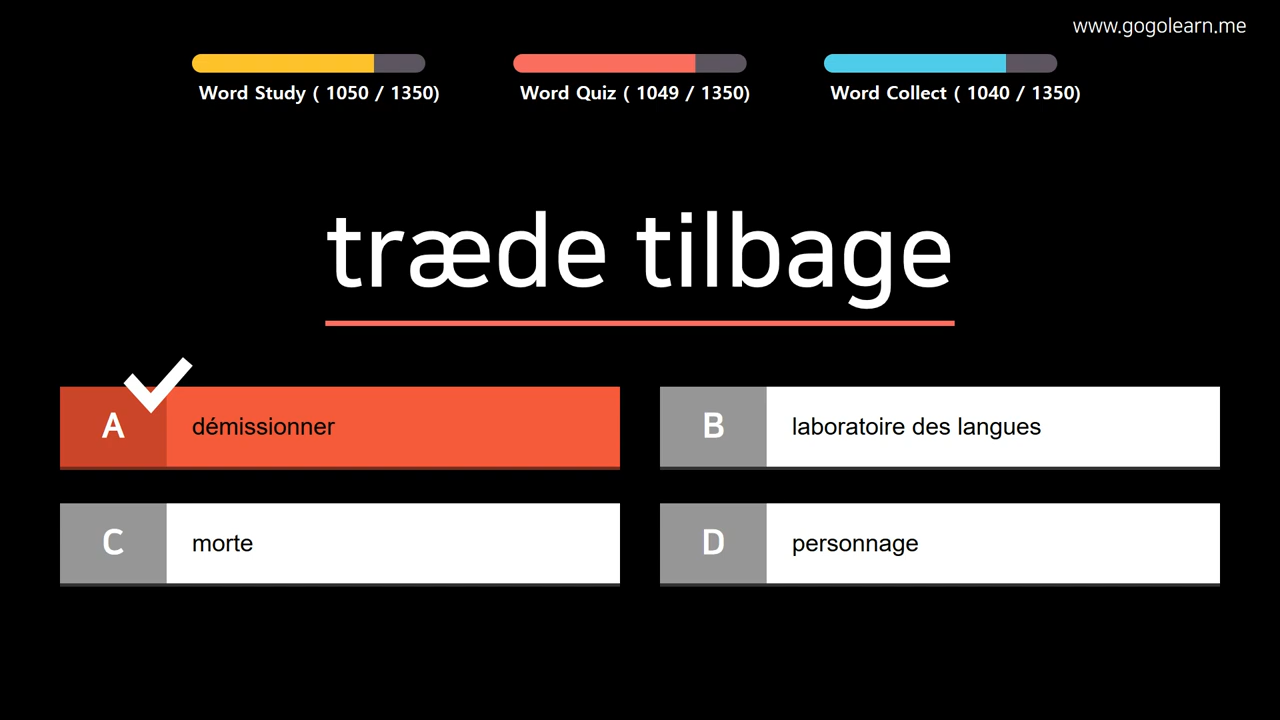 www.gogolearn.me
Word Study ( 1050 / 1350)
Word Quiz ( 1049 / 1350)
Word Collect ( 1040 / 1350)
træde tilbage
A démissionner
B laboratoire des langues
C morte
D personnage